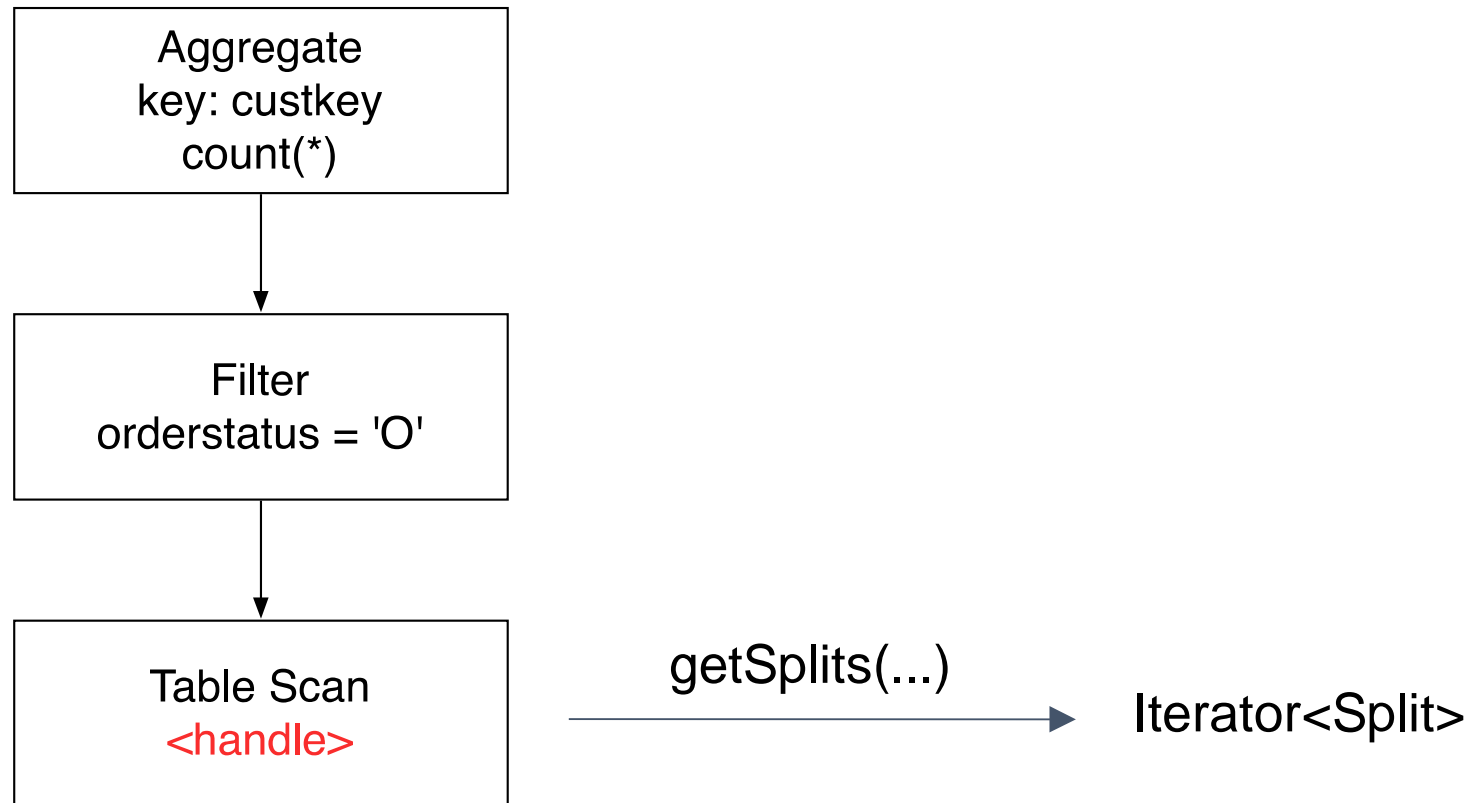 Aggregate
key: custkey
count(*)
Filter
orderstatus = 'O'
Table Scan
<handle>
getSplits(...)
Iterator<Split>